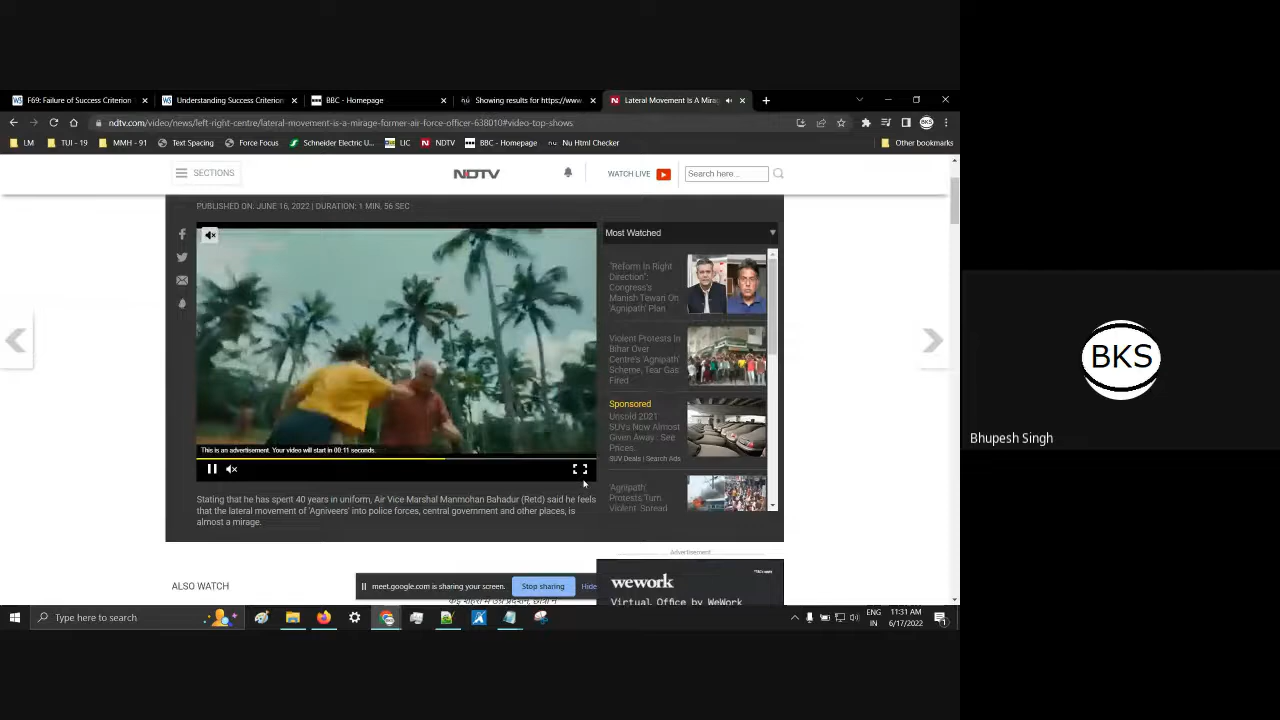 F69: Failure of Success Criterion
Understanding Success Criterion
BBC - Homepage
Showing results for https://www.
Lateral Movement Is A Mira
ndtv.com/video/news/left-right-centre/lateral-movement-is-a-mirage-former-air-force-officer-638010#video-top-shows
LM
TUI - 19
MMH - 91
Text Spacing
Force Focus
Schneider Electric U...
LIC
NDTV
BBC - Homepage
Nu Html Checker
Other bookmarks
SECTIONS
NDTV
WATCH LIVE
Search here...
PUBLISHED ON: JUNE 16, 2022 | DURATION: 1 MIN, 56 SEC
This is an advertisement. Your video will start in 00:11 seconds.
Most Watched
"Reform In Right
Direction":
Congress's
Manish Tewari On
'Agnipath' Plan
Violent Protests In
Bihar Over
Centre's 'Agnipath'
Scheme, Tear Gas
Fired
Sponsored
Unsold 2021
SUVs Now Almost
Given Away. See
Prices.
SUV Deals | Search Ads
'Agnipath'
Protests Turn
Violent, Spread
Stating that he has spent 40 years in uniform, Air Vice Marshal Manmohan Bahadur (Retd) said he feels
that the lateral movement of 'Agniveers' into police forces, central government and other places, is
almost a mirage.
Advertisement
ALSO WATCH
meet.google.com is sharing your screen.
Stop sharing
Hide
wework
Virtual Office by WeWork
Type here to search
ENG
IN
11:31 AM
6/17/2022
BKS
Bhupesh Singh